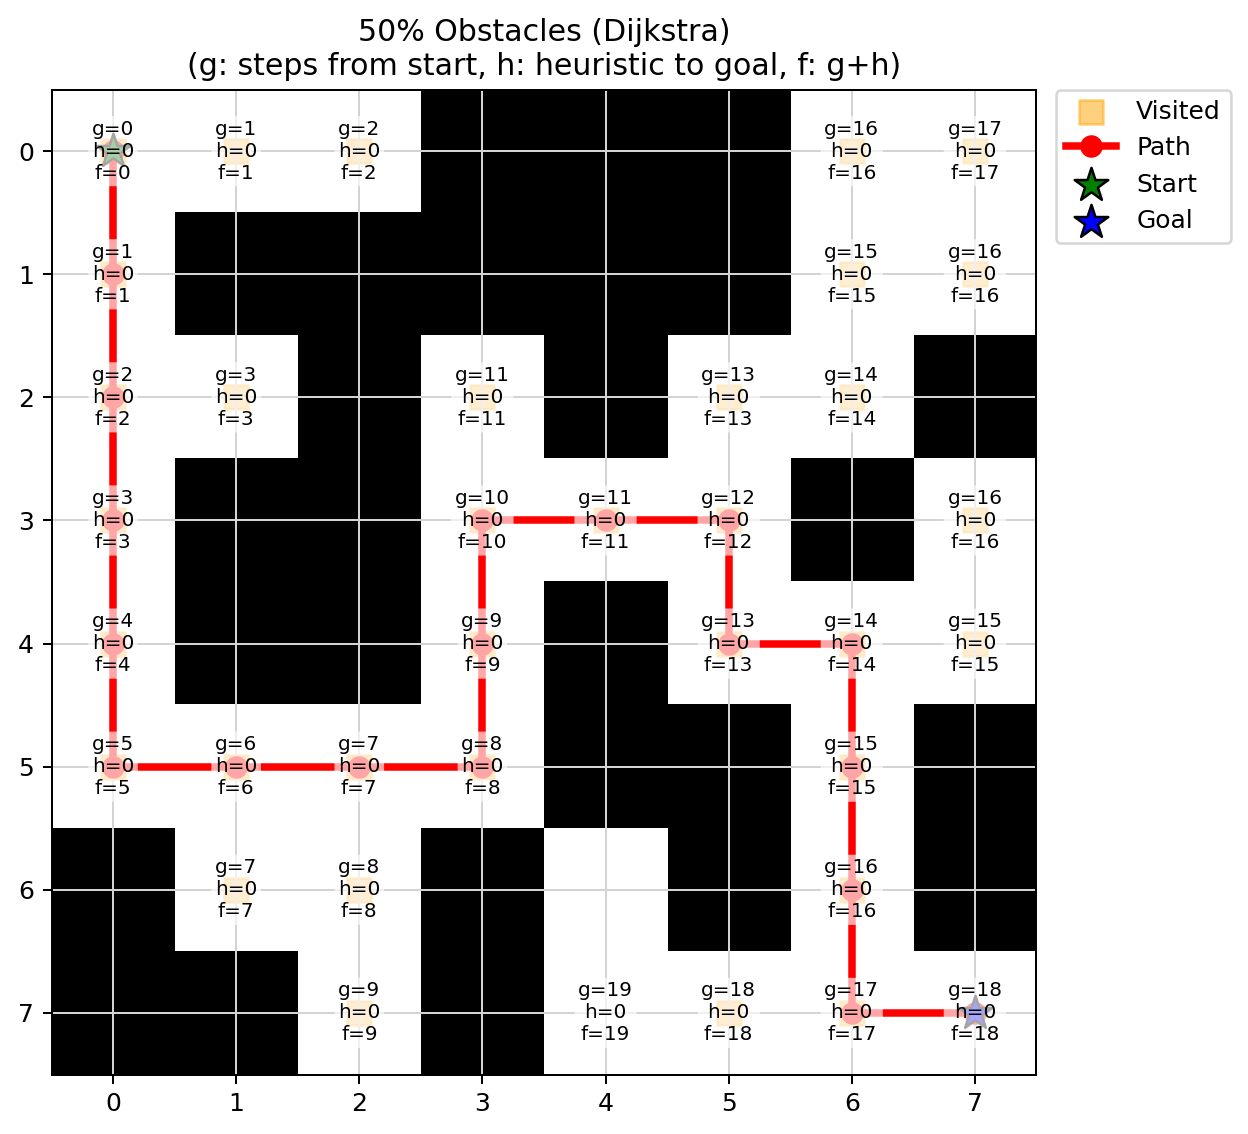 50% Obstacles (Dijkstra)
(g: steps from start, h: heuristic to goal, f: g+h)
Visited
Path
Start
Goal
0
g=0 g=1 g=2 g=16 g=17
h=0 h=0 h=0 h=0 h=0
f=0 f=1 f=2 f=16 f=17
1
g=1 g=15 g=16
h=0 h=0 h=0
f=1 f=15 f=16
2
g=2 g=3 g=11 g=13 g=14
h=0 h=0 h=0 h=0 h=0
f=2 f=3 f=11 f=13 f=14
3
g=3 g=10 g=11 g=12 g=16
h=0 h=0 h=0 h=0 h=0
f=3 f=10 f=11 f=12 f=16
4
g=4 g=9 g=13 g=14 g=15
h=0 h=0 h=0 h=0 h=0
f=4 f=9 f=13 f=14 f=15
5
g=5 g=6 g=7 g=8 g=15
h=0 h=0 h=0 h=0 h=0
f=5 f=6 f=7 f=8 f=15
6
g=7 g=8 g=16
h=0 h=0 h=0
f=7 f=8 f=16
7
g=9 g=19 g=18 g=17 g=18
h=0 h=0 h=0 h=0 h=0
f=9 f=19 f=18 f=17 f=18
0 1 2 3 4 5 6 7